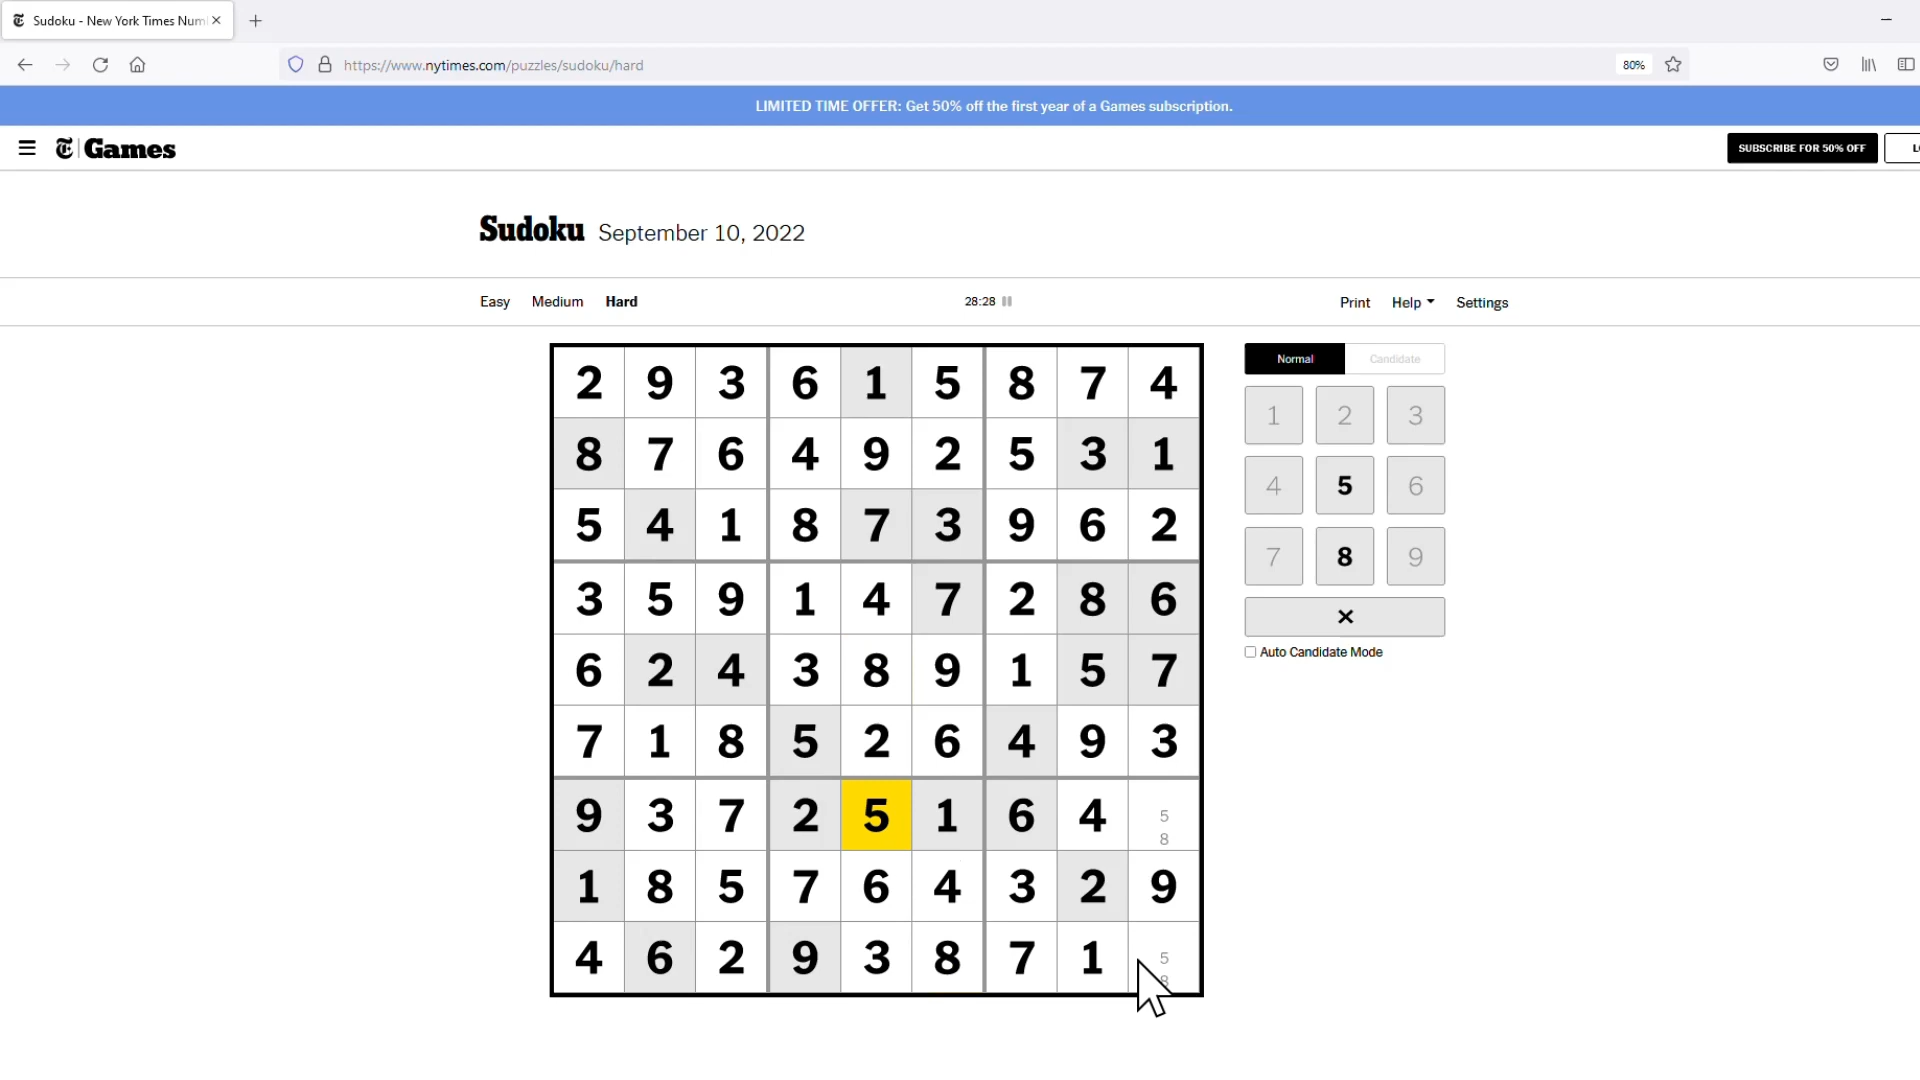 Sudoku - New York Times Num
https://www.nytimes.com/puzzles/sudoku/hard
80%
LIMITED TIME OFFER: Get 50% off the first year of a Games subscription.
Games
SUBSCRIBE FOR 50% OFF
Sudoku September 10, 2022
Easy Medium Hard
28:28
Print Help Settings
Normal Candidate
2 9 3 6 1 5 8 7 4
8 7 6 4 9 2 5 3 1
5 4 1 8 7 3 9 6 2
3 5 9 1 4 7 2 8 6
6 2 4 3 8 9 1 5 7
7 1 8 5 2 6 4 9 3
9 3 7 2 5 1 6 4 5 8
1 8 5 7 6 4 3 2 9
4 6 2 9 3 8 7 1 5 8
1 2 3
4 5 6
7 8 9
Auto Candidate Mode